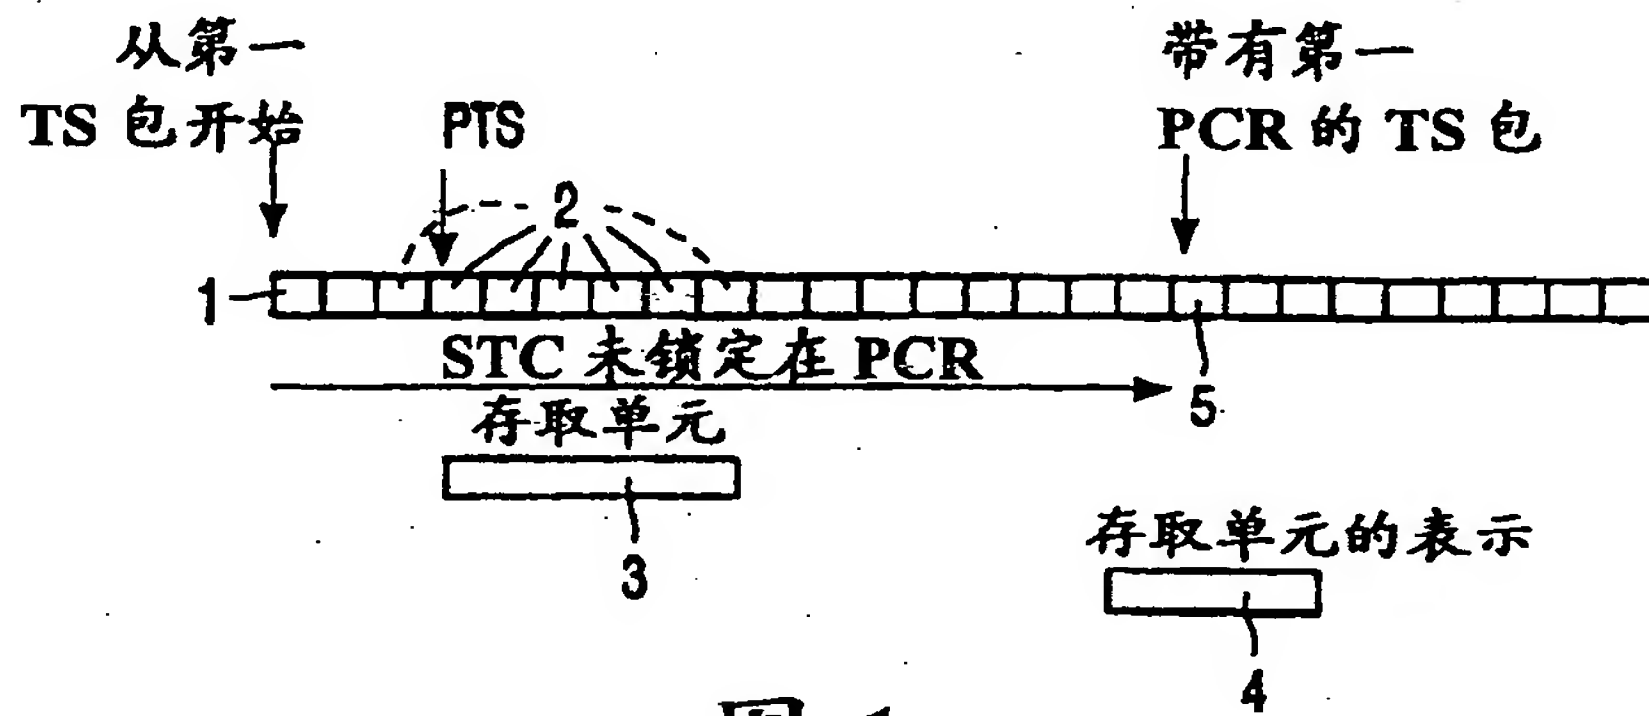 从第一
TS 包开始
PTS
带有第一
PCR 的 TS 包
2
1
STC 未锁定在 PCR
5
存取单元
3
存取单元的表示
4
图 1